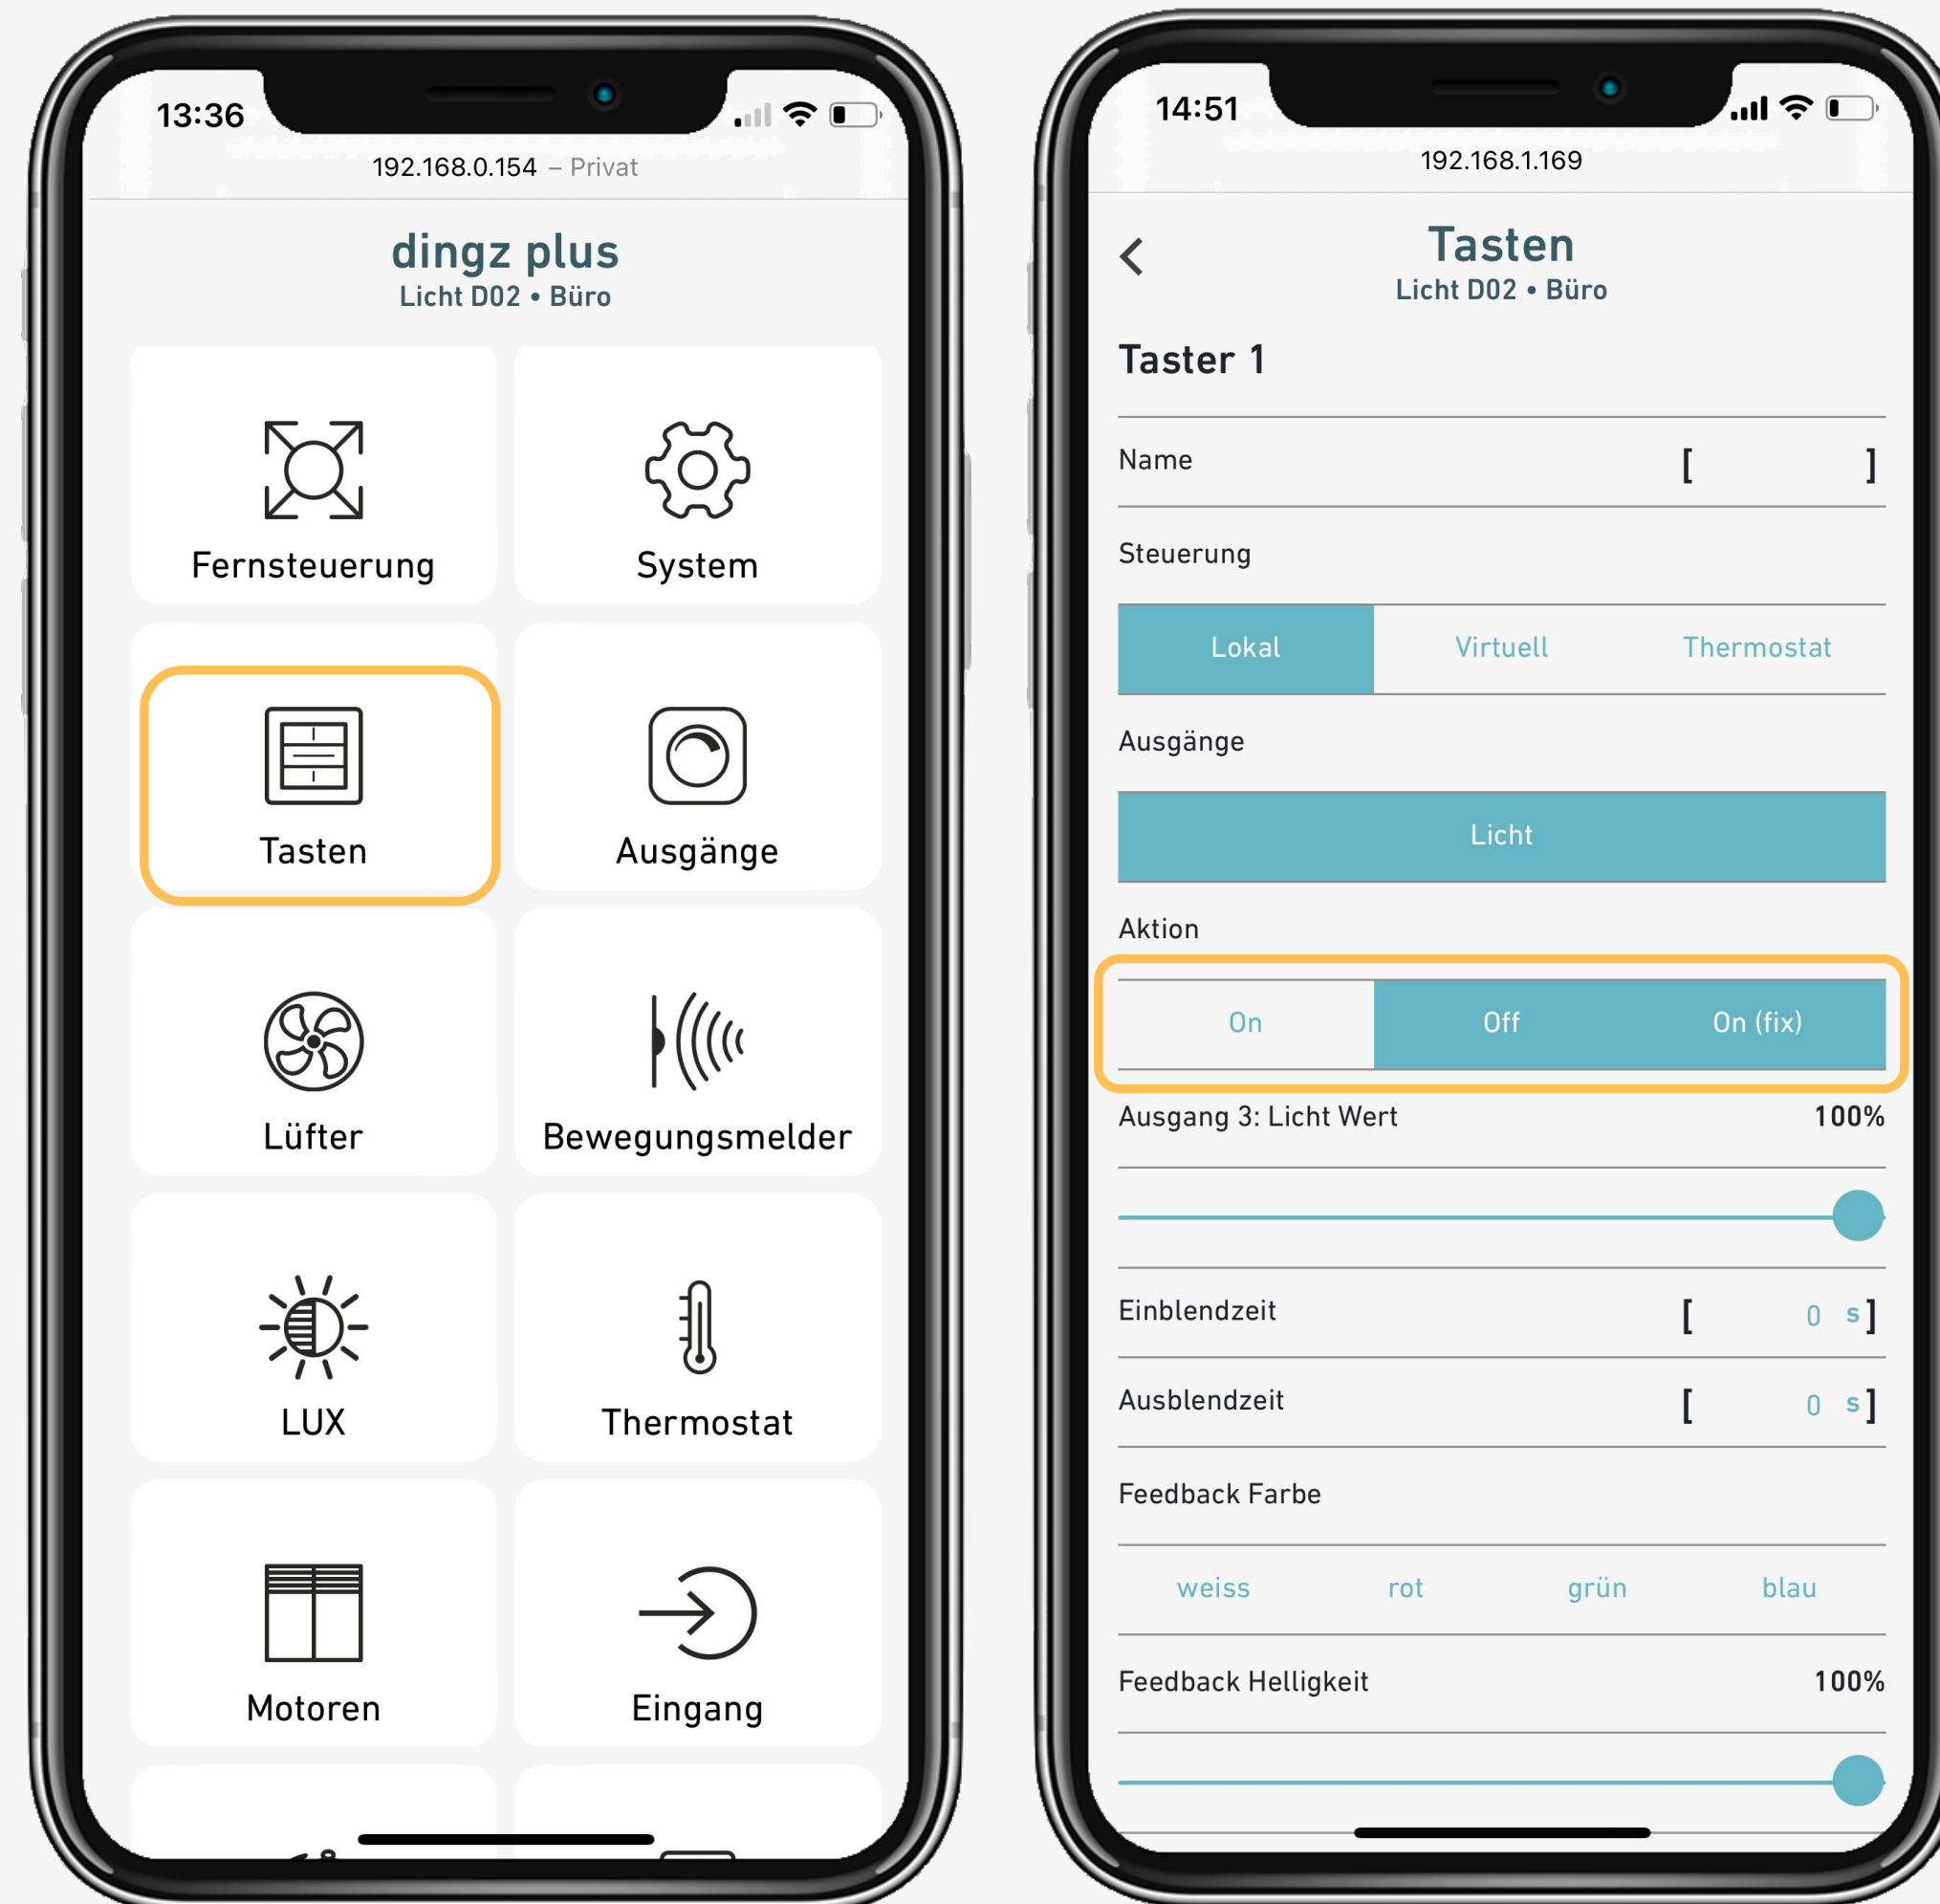 13:36
192.168.0.154 – Privat
dingz plus
Licht D02 • Büro
Fernsteuerung
System
Tasten
Ausgänge
Lüfter
Bewegungsmelder
LUX
Thermostat
Motoren
Eingang
14:51
192.168.1.169
Tasten
Licht D02 • Büro
Taster 1
Name [ ]
Steuerung
Lokal Virtuell Thermostat
Ausgänge
Licht
Aktion
On Off On (fix)
Ausgang 3: Licht Wert 100%
Einblendzeit [ 0 s]
Ausblendzeit [ 0 s]
Feedback Farbe
weiss rot grün blau
Feedback Helligkeit 100%